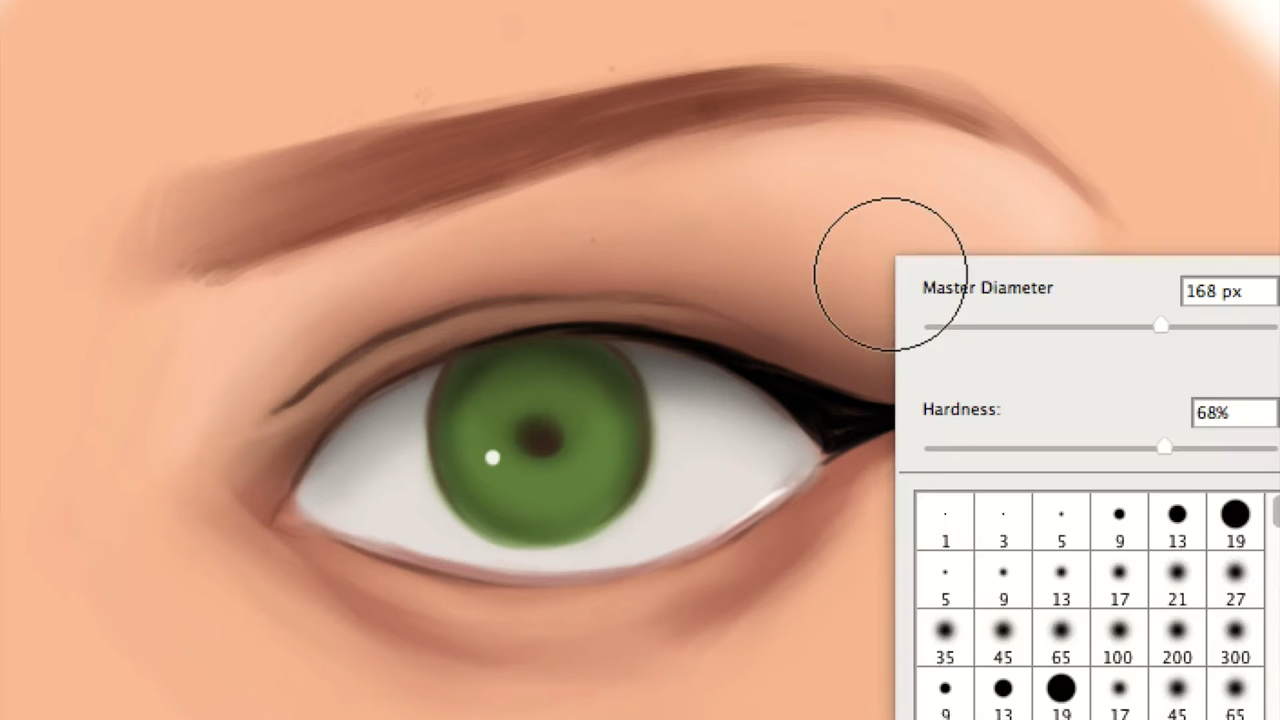 Master Diameter 168 px
Hardness: 68%
1 3 5 9 13 19
5 9 13 17 21 27
35 45 65 100 200 300
9 13 19 17 45 65